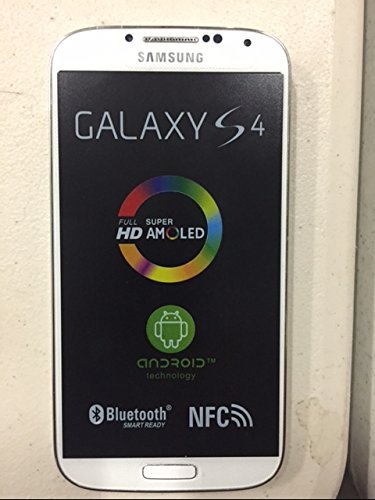 SAMSUNG
GALAXY S4
FULL SUPER
HD AMOLED
ANDROID™
technology
Bluetooth® NFC
SMART READY